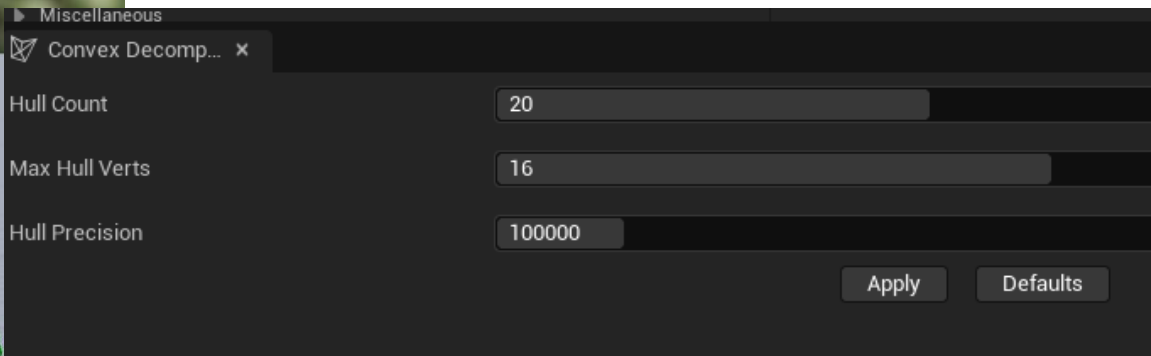 Miscellaneous
Convex Decomp... ×
Hull Count 20
Max Hull Verts 16
Hull Precision 100000
Apply Defaults